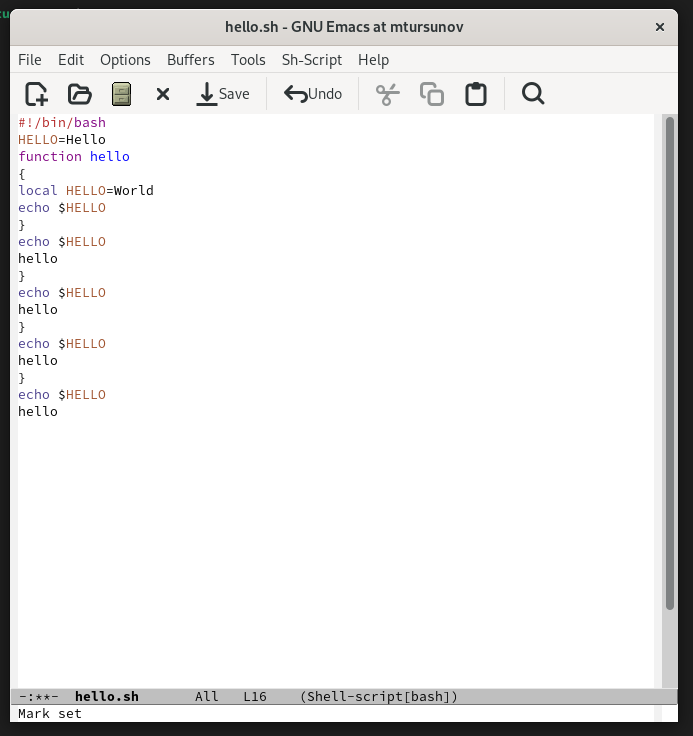 hello.sh - GNU Emacs at mtursunov
File Edit Options Buffers Tools Sh-Script Help
Save Undo
#!/bin/bash
HELLO=Hello
function hello
{
local HELLO=World
echo $HELLO
}
echo $HELLO
hello
}
echo $HELLO
hello
}
echo $HELLO
hello
}
echo $HELLO
hello
-:**- hello.sh All L16 (Shell-script[bash])
Mark set